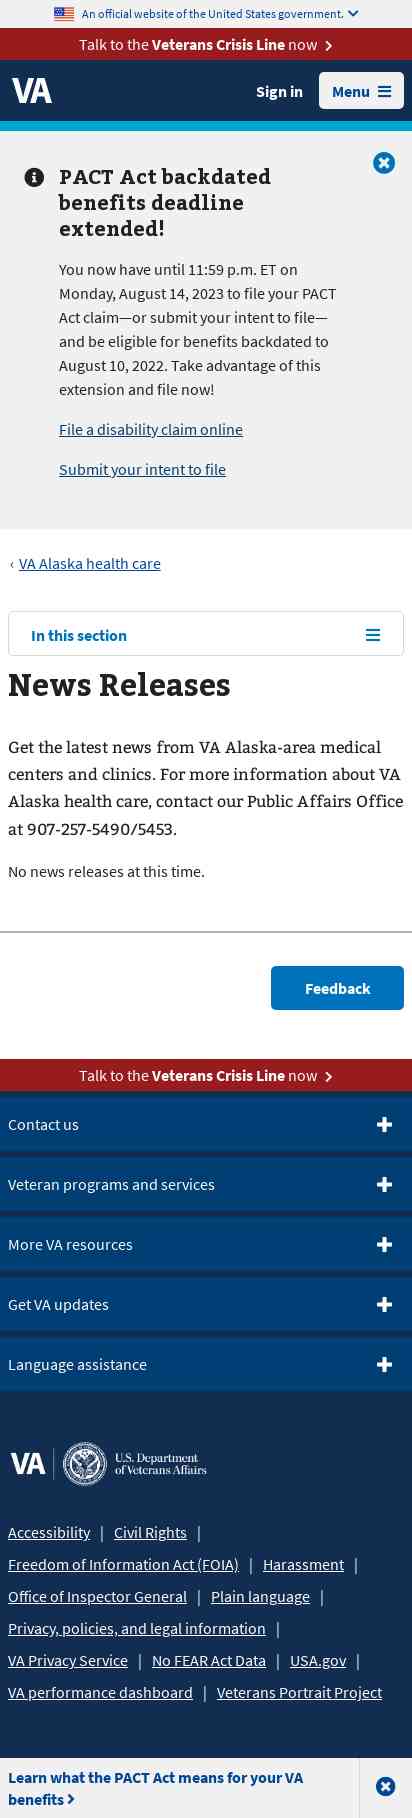 An official website of the United States government.
Talk to the Veterans Crisis Line now
VA
Sign in
Menu
PACT Act backdated
benefits deadline
extended!
You now have until 11:59 p.m. ET on
Monday, August 14, 2023 to file your PACT
Act claim—or submit your intent to file—
and be eligible for benefits backdated to
August 10, 2022. Take advantage of this
extension and file now!
File a disability claim online
Submit your intent to file
‹ VA Alaska health care
In this section
News Releases
Get the latest news from VA Alaska-area medical
centers and clinics. For more information about VA
Alaska health care, contact our Public Affairs Office
at 907-257-5490/5453.
No news releases at this time.
Feedback
Talk to the Veterans Crisis Line now
Contact us
Veteran programs and services
More VA resources
Get VA updates
Language assistance
VA
U.S. Department
of Veterans Affairs
Accessibility | Civil Rights |
Freedom of Information Act (FOIA) | Harassment |
Office of Inspector General | Plain language |
Privacy, policies, and legal information |
VA Privacy Service | No FEAR Act Data | USA.gov |
VA performance dashboard | Veterans Portrait Project
Learn what the PACT Act means for your VA
benefits